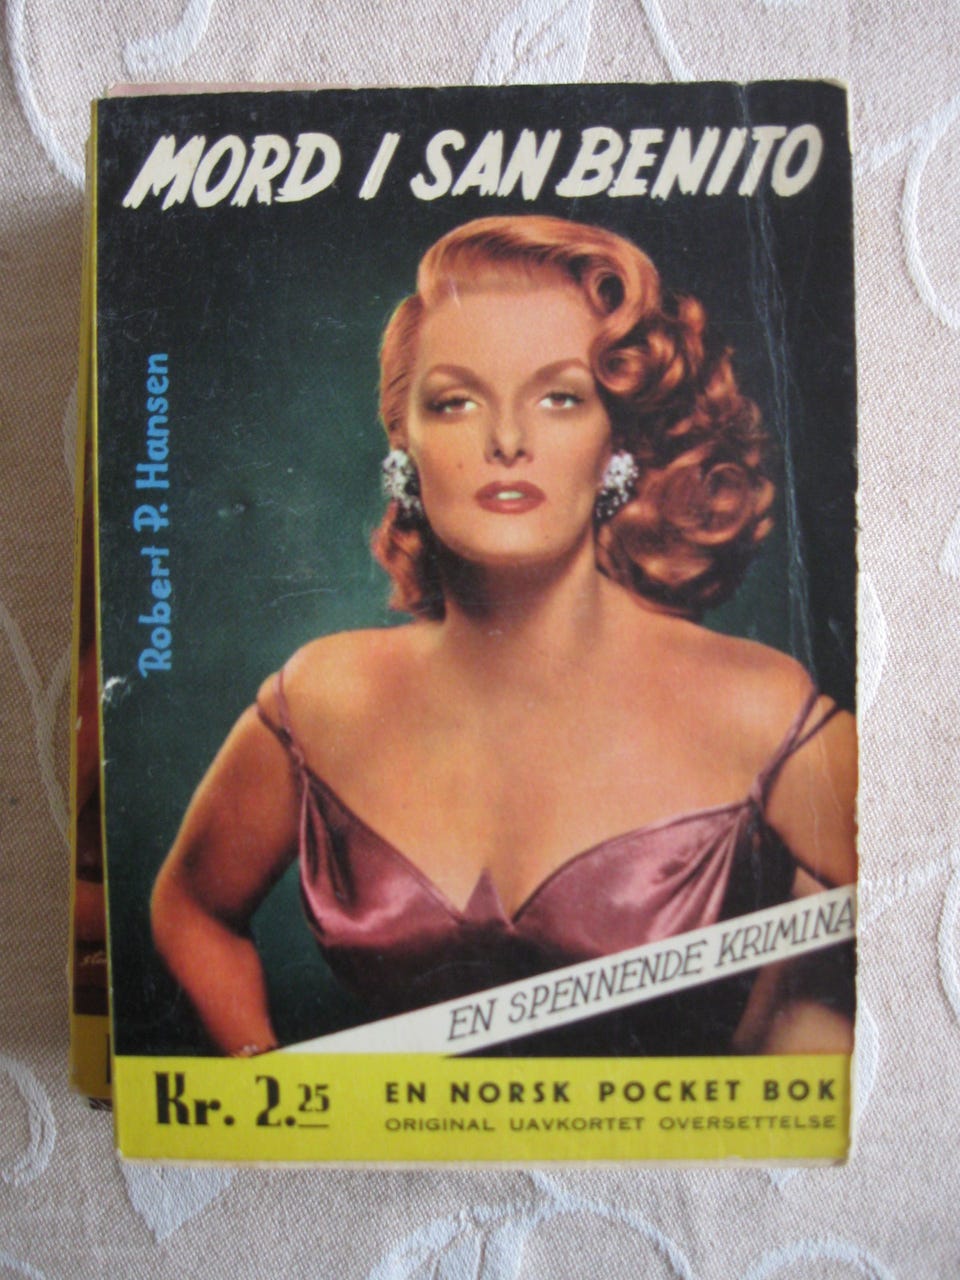 MORD I SAN BENITO
Robert P. Hansen
EN SPENNENDE KRIMINA
Kr. 2.25
EN NORSK POCKET BOK
ORIGINAL UAVKORTET OVERSETTELSE